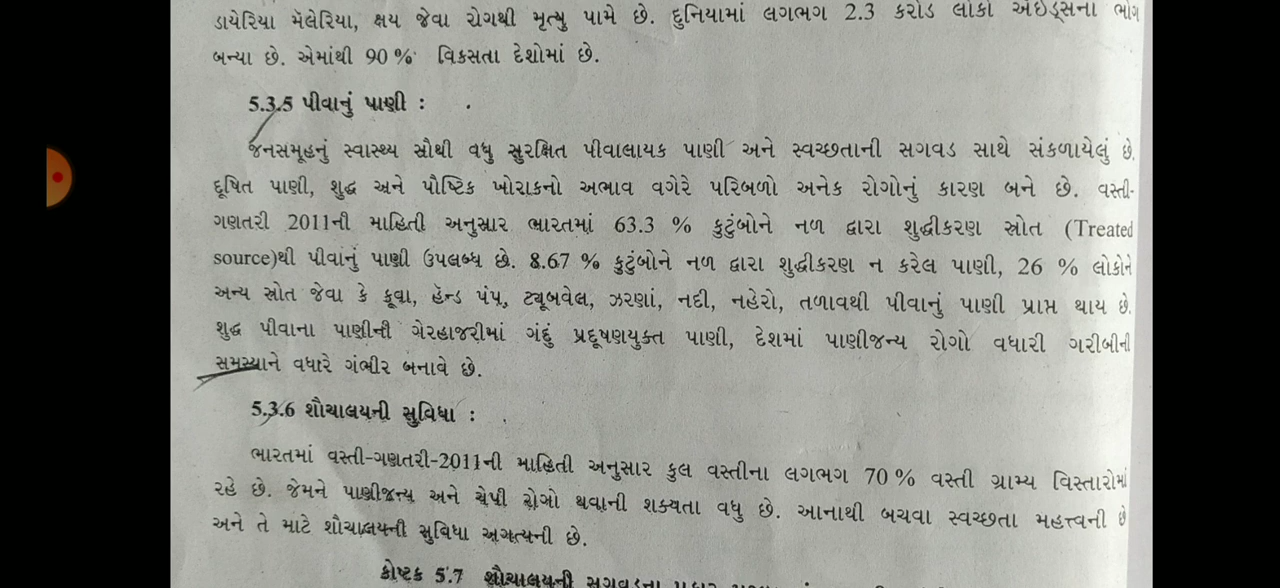 ડાયેરિયા મૅલેરિયા, ક્ષય જેવા રોગથી મૃત્યુ પામે છે. દુનિયામાં લગભગ 2.3 કરોડ લોકો એઇડ્સના ભોગ
બન્યા છે. એમાંથી 90 % વિકસતા દેશોમાં છે.
5.3.5 પીવાનું પાણી :
જનસમૂહનું સ્વાસ્થ્ય સૌથી વધુ સુરક્ષિત પીવાલાયક પાણી અને સ્વચ્છતાની સગવડ સાથે સંકળાયેલું છે.
દૂષિત પાણી, શુદ્ધ અને પૌષ્ટિક ખોરાકનો અભાવ વગેરે પરિબળો અનેક રોગોનું કારણ બને છે. વસ્તી-
ગણતરી 2011ની માહિતી અનુસાર ભારતમાં 63.3 % કુટુંબોને નળ દ્વારા શુદ્ધીકરણ સ્રોત (Treated
source)થી પીવાનું પાણી ઉપલબ્ધ છે. 8.67 % કુટુંબોને નળ દ્વારા શુદ્ધીકરણ ન કરેલ પાણી, 26 % લોકોને
અન્ય સ્રોત જેવા કે કૂવા, હૅન્ડ પંપ, ટ્યૂબવેલ, ઝરણાં, નદી, નહેરો, તળાવથી પીવાનું પાણી પ્રાપ્ત થાય છે.
શુદ્ધ પીવાના પાણીની ગેરહાજરીમાં ગંદું પ્રદૂષણયુક્ત પાણી, દેશમાં પાણીજન્ય રોગો વધારી ગરીબીની
સમસ્યાને વધારે ગંભીર બનાવે છે.
5.3.6 શૌચાલયની સુવિધા :
ભારતમાં વસ્તી-ગણતરી-2011ની માહિતી અનુસાર કુલ વસ્તીના લગભગ 70 % વસ્તી ગ્રામ્ય વિસ્તારોમાં
રહે છે. જેમને પાણીજન્ય અને ચેપી રોગો થવાની શક્યતા વધુ છે. આનાથી બચવા સ્વચ્છતા મહત્ત્વની છે
અને તે માટે શૌચાલયની સુવિધા અગત્યની છે.
કોષ્ટક 5.7 શૌચાલયની સગવડના